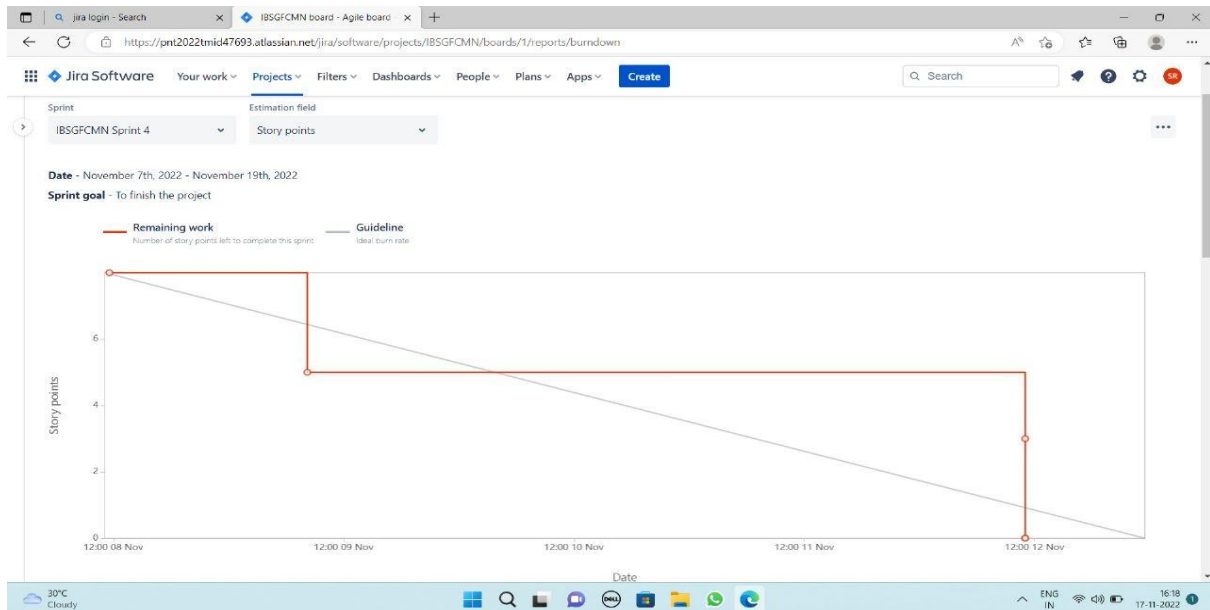 jira login - Search
IBSGFCMN board - Agile board
https://pnt2022tmid47693.atlassian.net/jira/software/projects/IBSGFCMN/boards/1/reports/burndown
Jira Software Your work Projects Filters Dashboards People Plans Apps Create Search SR
Sprint Estimation field
IBSGFCMN Sprint 4 Story points
Date - November 7th, 2022 - November 19th, 2022
Sprint goal - To finish the project
Remaining work Guideline
Number of story points left to complete this sprint Ideal burn rate
6
4
2
0
Story points
12:00 08 Nov 12:00 09 Nov 12:00 10 Nov 12:00 11 Nov 12:00 12 Nov
Date
30°C
Cloudy
DELL
ENG
IN
16:18
17-11-2022
1